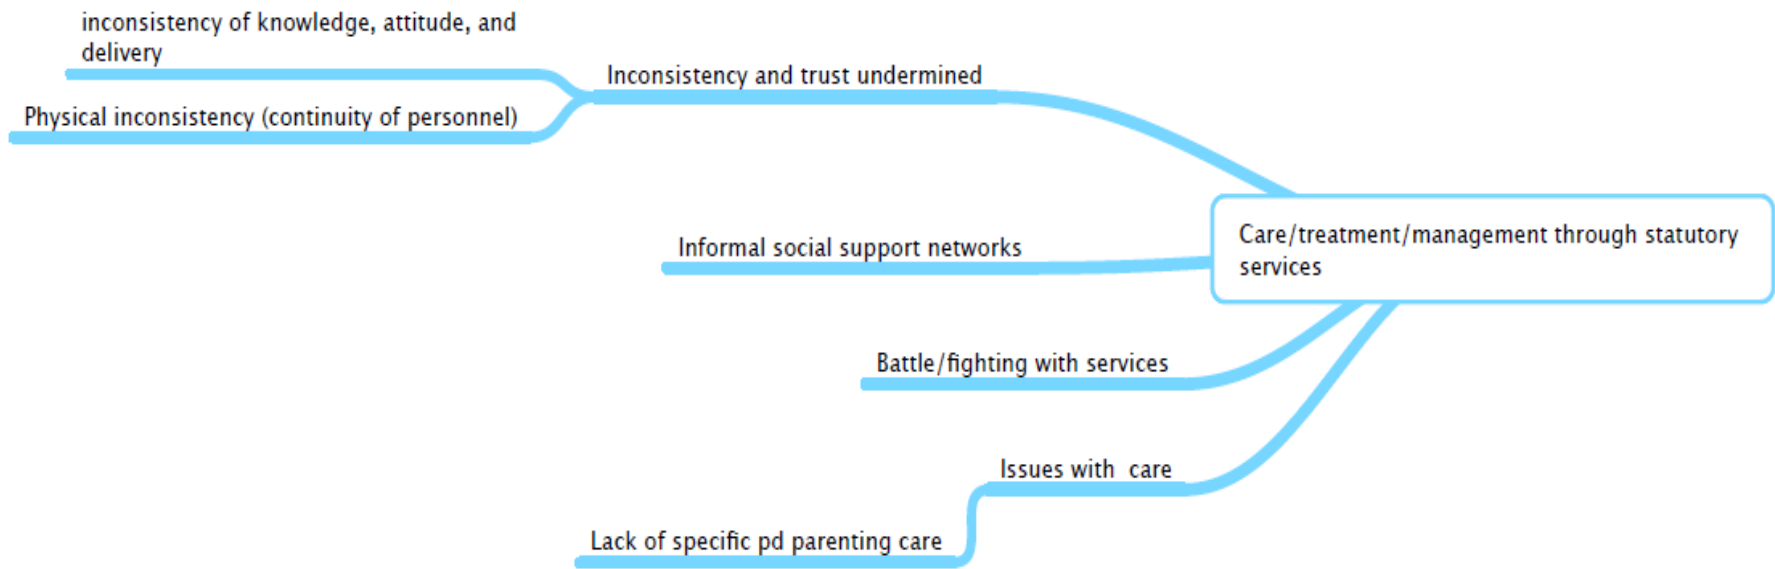 inconsistency of knowledge, attitude, and
delivery
Inconsistency and trust undermined
Physical inconsistency (continuity of personnel)
Care/treatment/management through statutory
services
Informal social support networks
Battle/fighting with services
Issues with  care
Lack of specific pd parenting care